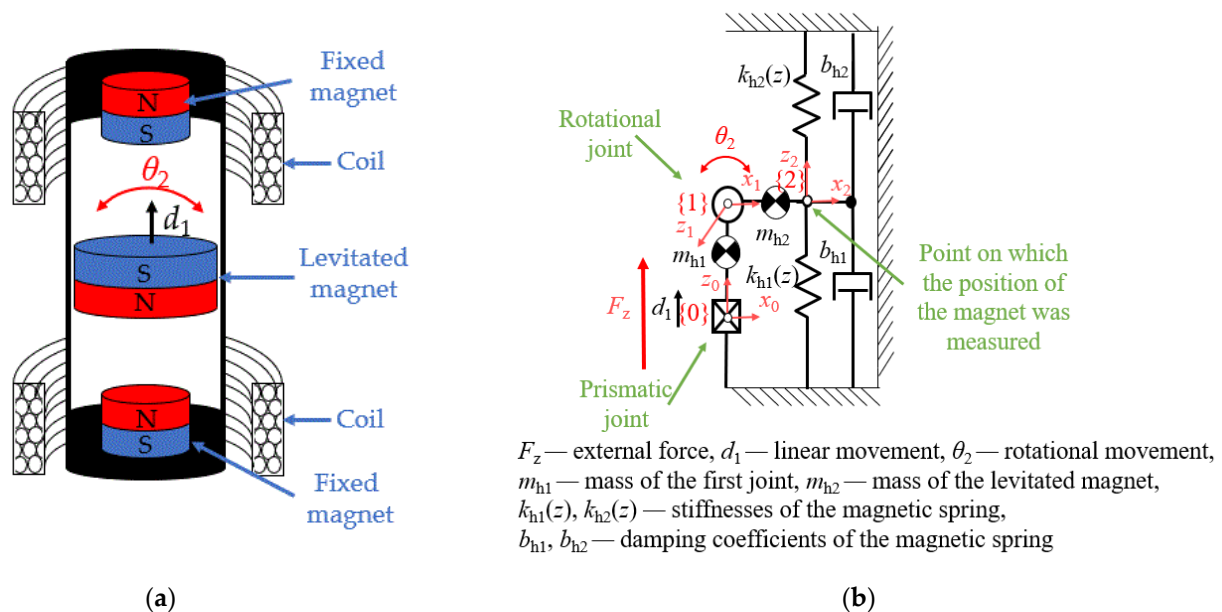 Fixed
magnet
N
S
Coil
θ2
d1
S
N
Levitated
magnet
N
S
Coil
Fixed
magnet
(a)
kh2(z)
bh2
Rotational
joint
θ2
z2
{1}
x1
{2}
x2
z1
mh1
mh2
kh1(z)
bh1
Point on which
the position of
the magnet was
measured
Fz
d1
z0
{0}
x0
Prismatic
joint
Fz — external force, d1 — linear movement, θ2 — rotational movement,
mh1 — mass of the first joint, mh2 — mass of the levitated magnet,
kh1(z), kh2(z) — stiffnesses of the magnetic spring,
bh1, bh2 — damping coefficients of the magnetic spring
(b)